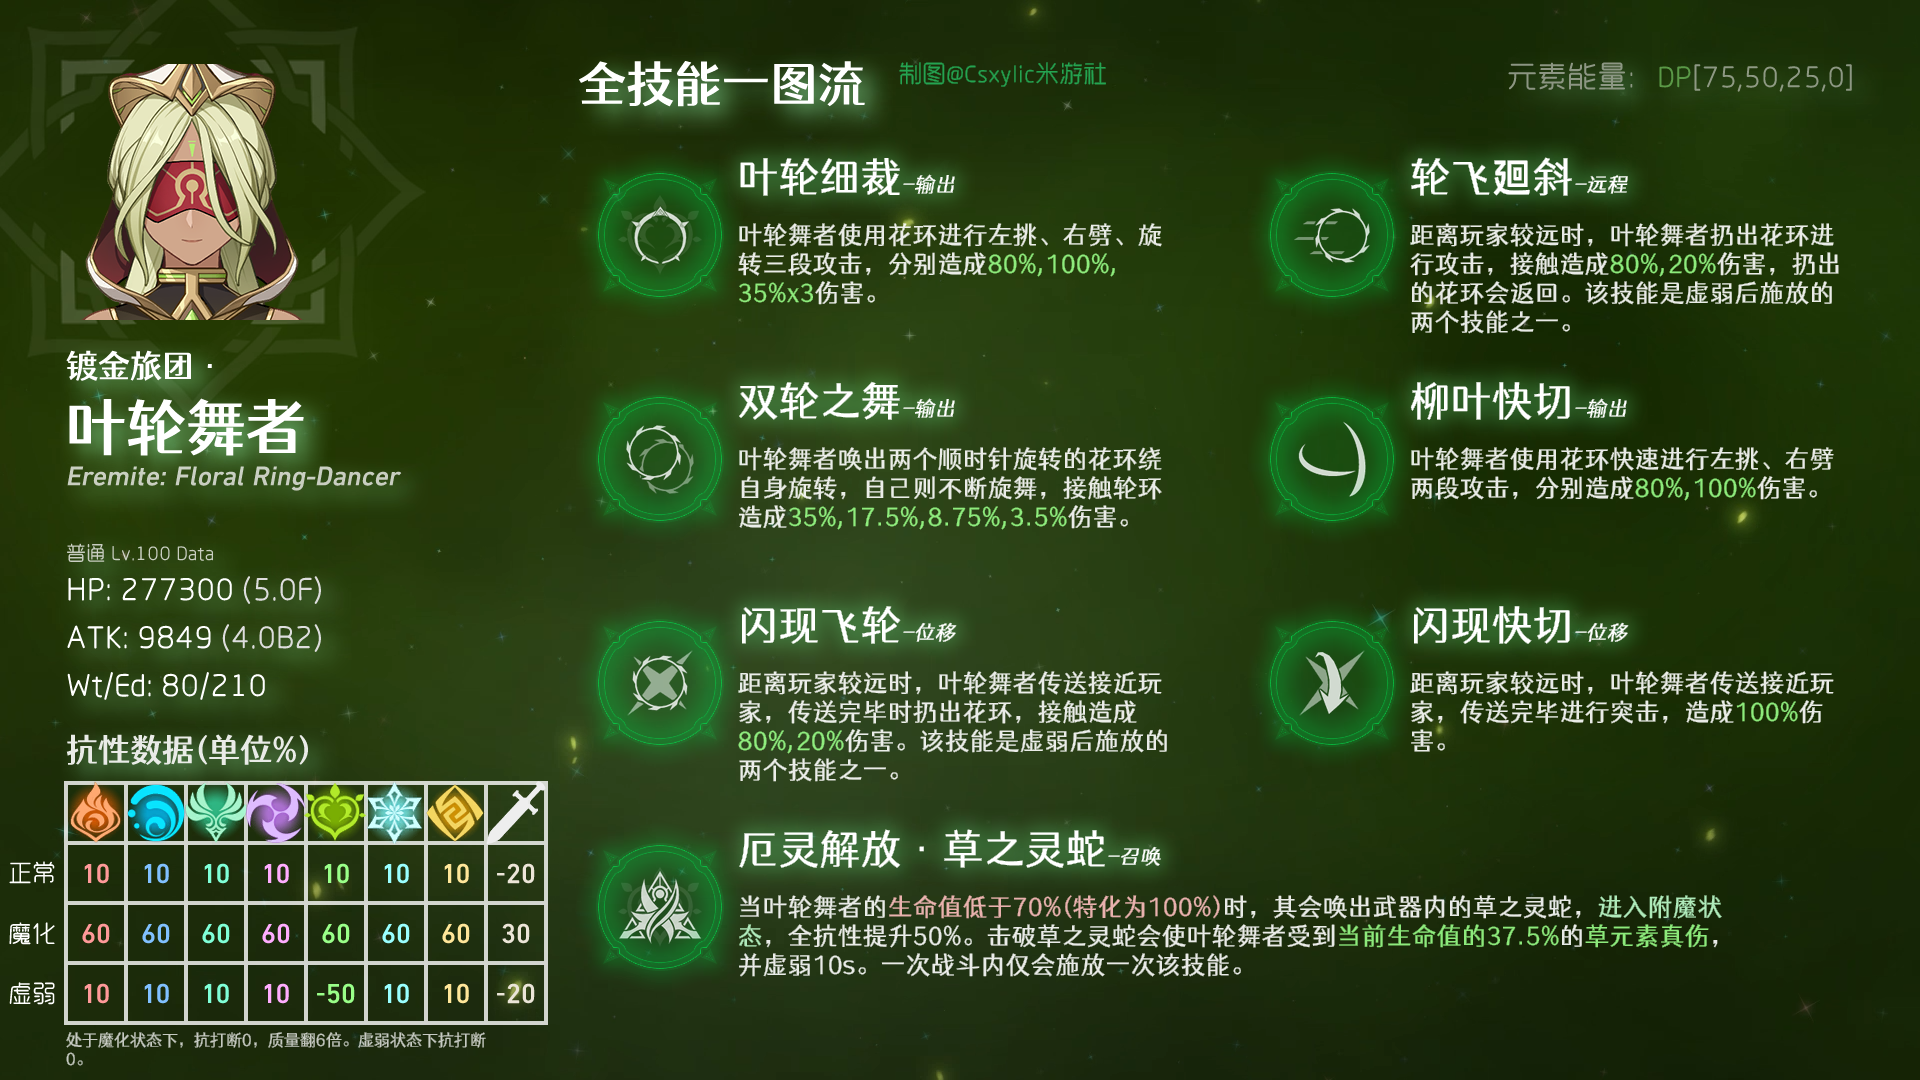 全技能一图流
制图@Csxylic米游社
元素能量: DP[75,50,25,0]
镀金旅团·
叶轮舞者
Eremite: Floral Ring-Dancer
普通 Lv.100 Data
HP: 277300 (5.0F)
ATK: 9849 (4.0B2)
Wt/Ed: 80/210
抗性数据(单位%)
正常 10 10 10 10 10 10 10 -20
魔化 60 60 60 60 60 60 60 30
虚弱 10 10 10 10 -50 10 10 -20
处于魔化状态下，抗打断0，质量翻6倍。虚弱状态下抗打断
0。
叶轮细裁-输出
叶轮舞者使用花环进行左挑、右劈、旋
转三段攻击，分别造成80%,100%,
35%x3伤害。
轮飞廻斜-远程
距离玩家较远时，叶轮舞者扔出花环进
行攻击，接触造成80%,20%伤害，扔出
的花环会返回。该技能是虚弱后施放的
两个技能之一。
双轮之舞-输出
叶轮舞者唤出两个顺时针旋转的花环绕
自身旋转，自己则不断旋舞，接触轮环
造成35%,17.5%,8.75%,3.5%伤害。
柳叶快切-输出
叶轮舞者使用花环快速进行左挑、右劈
两段攻击，分别造成80%,100%伤害。
闪现飞轮-位移
距离玩家较远时，叶轮舞者传送接近玩
家，传送完毕时扔出花环，接触造成
80%,20%伤害。该技能是虚弱后施放的
两个技能之一。
闪现快切-位移
距离玩家较远时，叶轮舞者传送接近玩
家，传送完毕进行突击，造成100%伤
害。
厄灵解放·草之灵蛇-召唤
当叶轮舞者的生命值低于70%(特化为100%)时，其会唤出武器内的草之灵蛇，进入附魔状
态，全抗性提升50%。击破草之灵蛇会使叶轮舞者受到当前生命值的37.5%的草元素真伤，
并虚弱10s。一次战斗内仅会施放一次该技能。